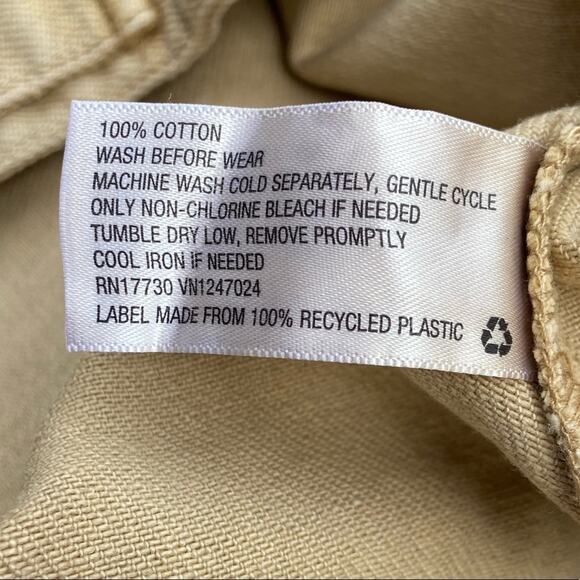 100% COTTON
WASH BEFORE WEAR
MACHINE WASH COLD SEPARATELY, GENTLE CYCLE
ONLY NON-CHLORINE BLEACH IF NEEDED
TUMBLE DRY LOW, REMOVE PROMPTLY
COOL IRON IF NEEDED
RN17730 VN1247024
LABEL MADE FROM 100% RECYCLED PLASTIC